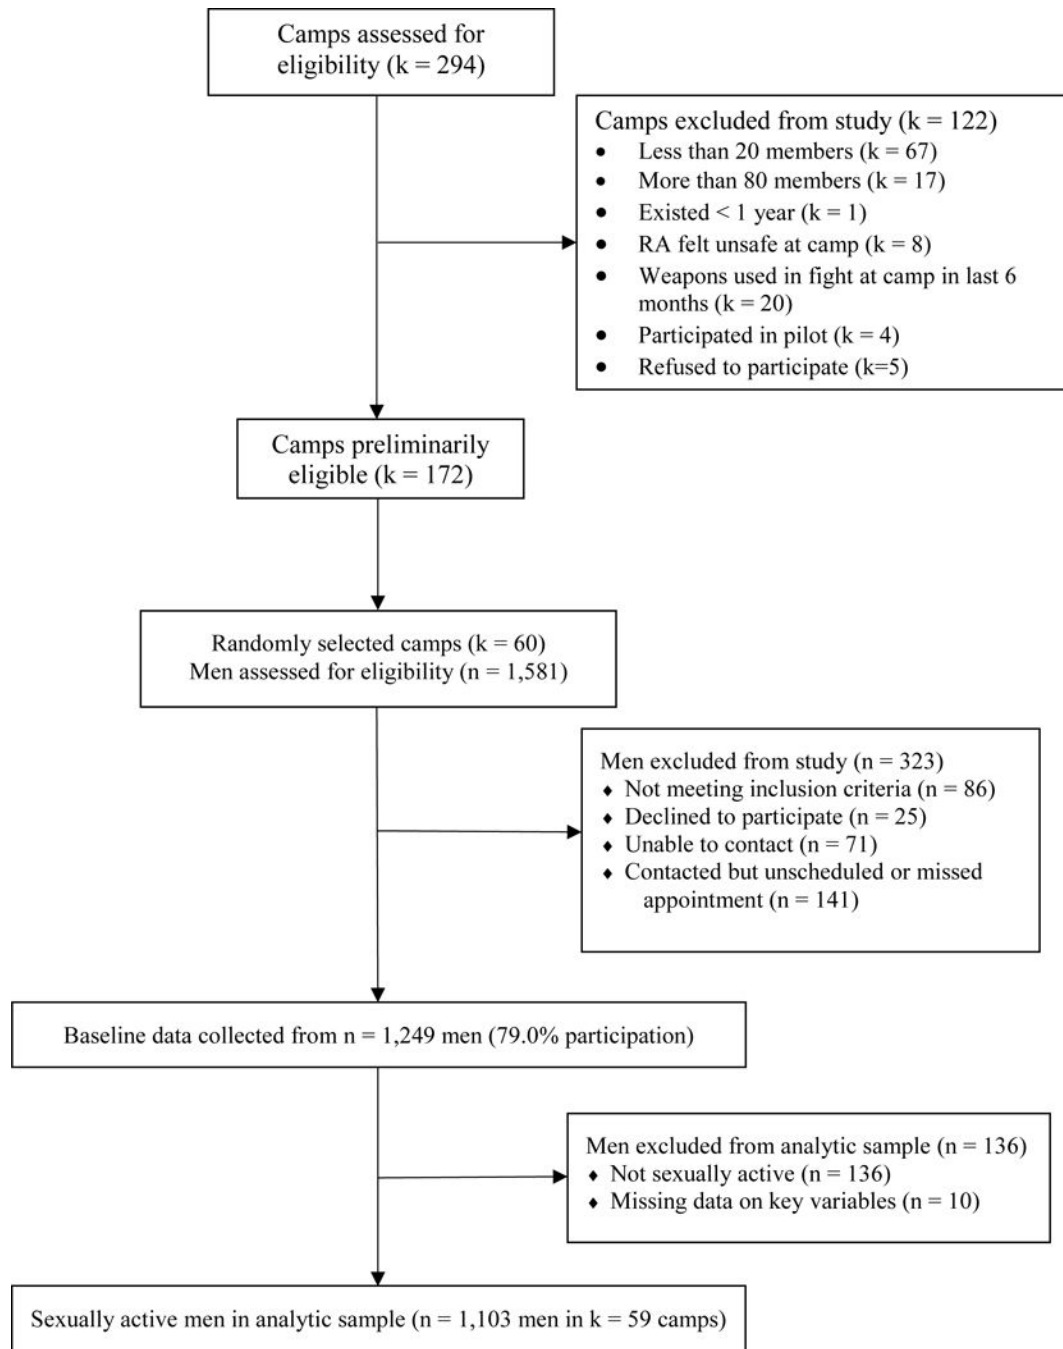 Camps assessed for
eligibility (k = 294)
Camps excluded from study (k = 122)
● Less than 20 members (k = 67)
● More than 80 members (k = 17)
● Existed < 1 year (k = 1)
● RA felt unsafe at camp (k = 8)
● Weapons used in fight at camp in last 6
months (k = 20)
● Participated in pilot (k = 4)
● Refused to participate (k=5)
Camps preliminarily
eligible (k = 172)
Randomly selected camps (k = 60)
Men assessed for eligibility (n = 1,581)
Men excluded from study (n = 323)
♦ Not meeting inclusion criteria (n = 86)
♦ Declined to participate (n = 25)
♦ Unable to contact (n = 71)
♦ Contacted but unscheduled or missed
appointment (n = 141)
Baseline data collected from n = 1,249 men (79.0% participation)
Men excluded from analytic sample (n = 136)
♦ Not sexually active (n = 136)
♦ Missing data on key variables (n = 10)
Sexually active men in analytic sample (n = 1,103 men in k = 59 camps)